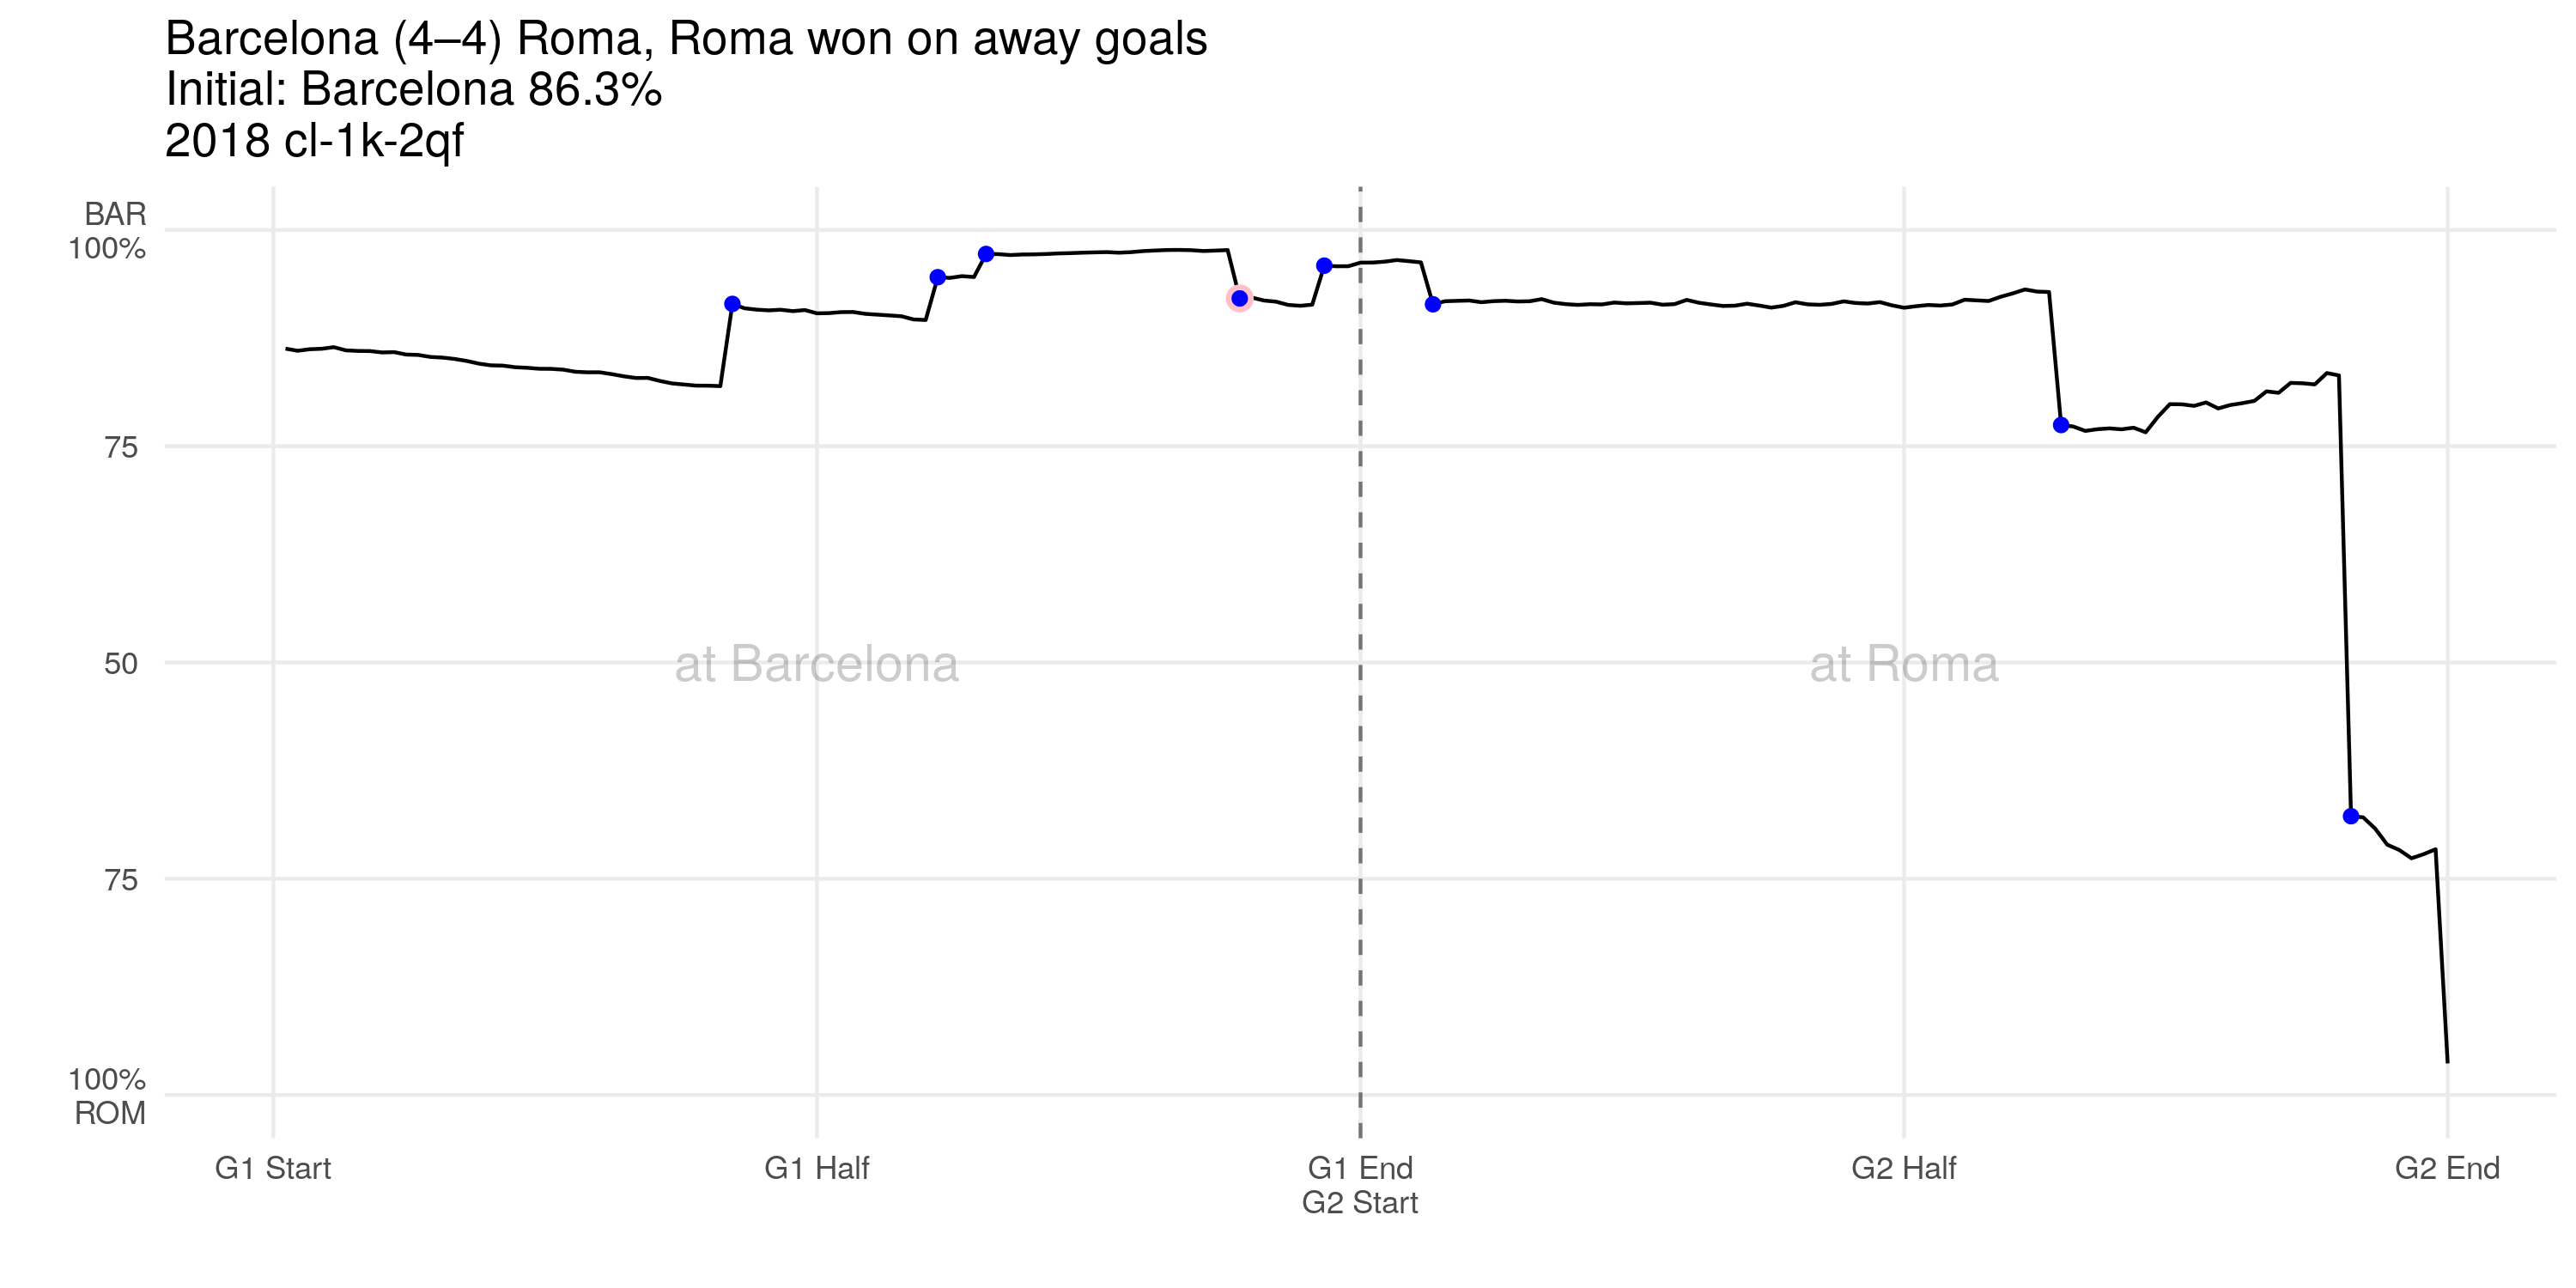 Barcelona (4–4) Roma, Roma won on away goals
Initial: Barcelona 86.3%
2018 cl-1k-2qf
BAR
100%
75
50
75
100%
ROM
at Barcelona
at Roma
G1 Start
G1 Half
G1 End
G2 Start
G2 Half
G2 End